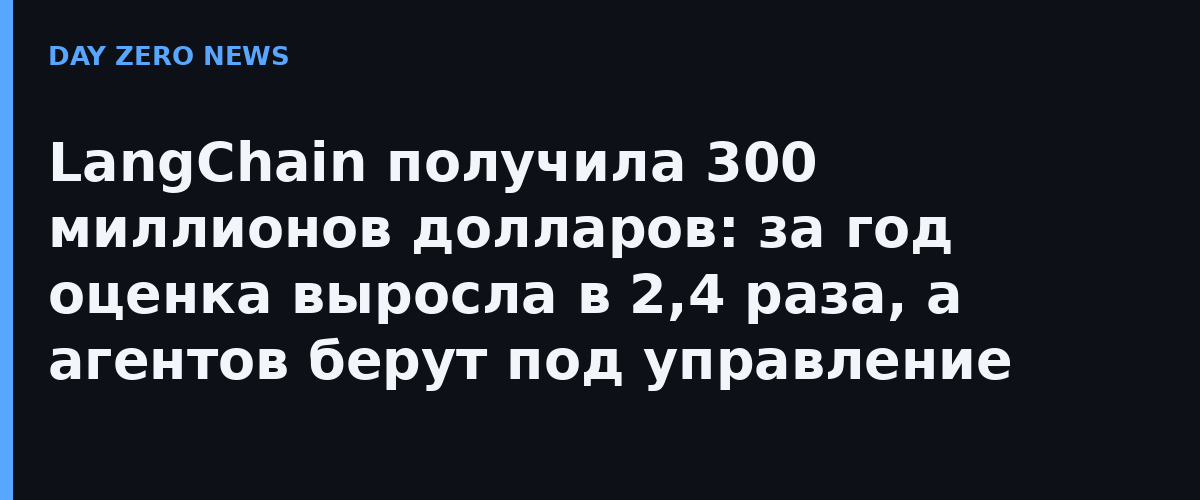 DAY ZERO NEWS
LangChain получила 300
миллионов долларов: за год
оценка выросла в 2,4 раза, а
агентов берут под управление